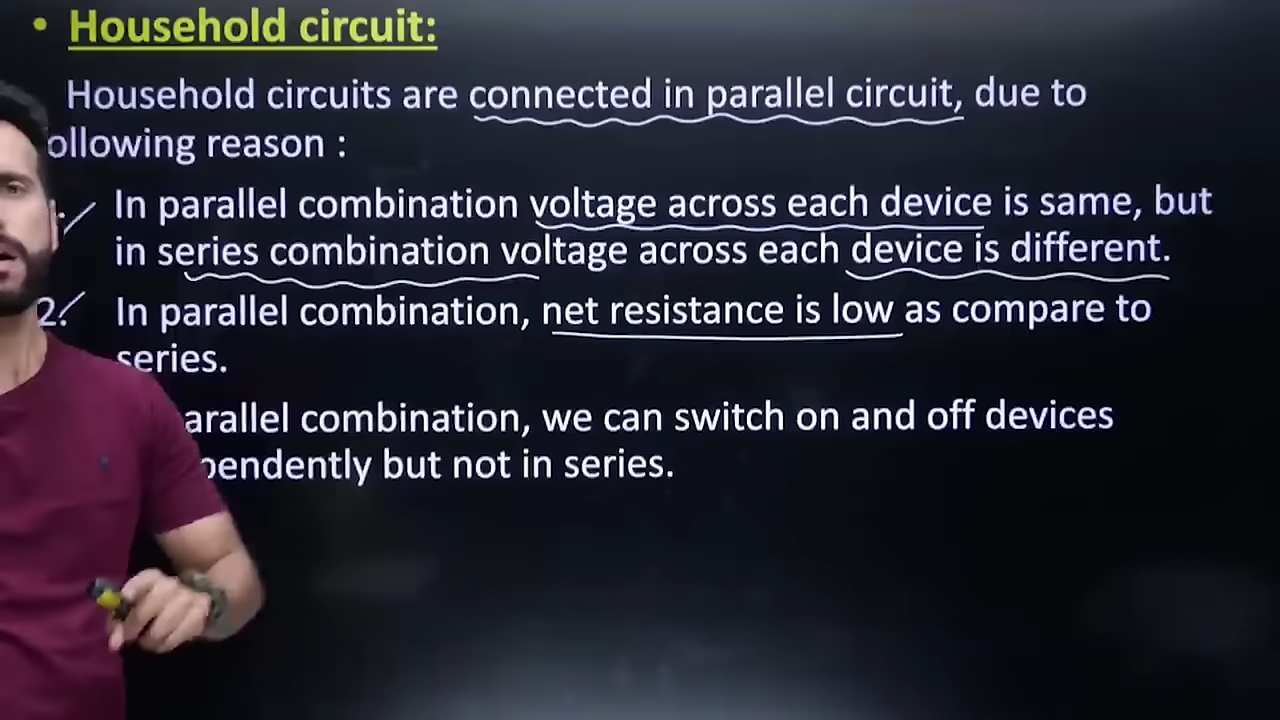 • Household circuit:
Household circuits are connected in parallel circuit, due to
ollowing reason :
In parallel combination voltage across each device is same, but
in series combination voltage across each device is different.
2. In parallel combination, net resistance is low as compare to
series.
arallel combination, we can switch on and off devices
pendently but not in series.